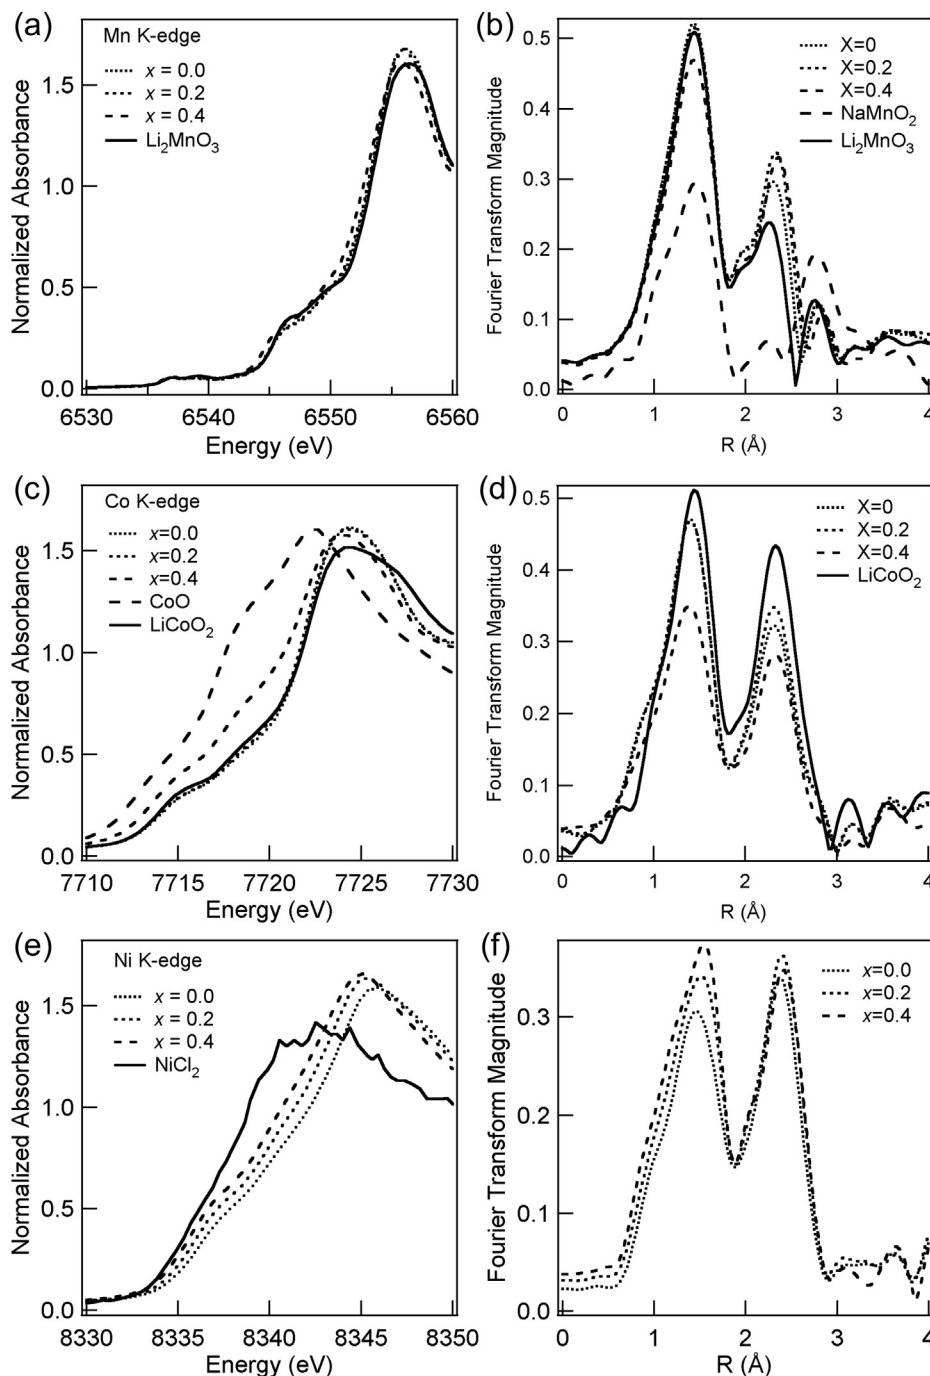 (a)
Mn K-edge
x = 0.0
x = 0.2
x = 0.4
Li₂MnO₃
Normalized Absorbance
1.5
1.0
0.5
0.0
6530
6540
6550
6560
Energy (eV)
(b)
X=0
X=0.2
X=0.4
NaMnO₂
Li₂MnO₃
Fourier Transform Magnitude
0.5
0.4
0.3
0.2
0.1
0.0
0
1
2
3
4
R (Å)
(c)
Co K-edge
x=0.0
x=0.2
x=0.4
CoO
LiCoO₂
Normalized Absorbance
1.5
1.0
0.5
0.0
7710
7715
7720
7725
7730
Energy (eV)
(d)
X=0
X=0.2
X=0.4
LiCoO₂
Fourier Transform Magnitude
0.5
0.4
0.3
0.2
0.1
0.0
0
1
2
3
4
R (Å)
(e)
Ni K-edge
x = 0.0
x = 0.2
x = 0.4
NiCl₂
Normalized Absorbance
1.5
1.0
0.5
0.0
8330
8335
8340
8345
8350
Energy (eV)
(f)
x=0.0
x=0.2
x=0.4
Fourier Transform Magnitude
0.3
0.2
0.1
0.0
0
1
2
3
4
R (Å)